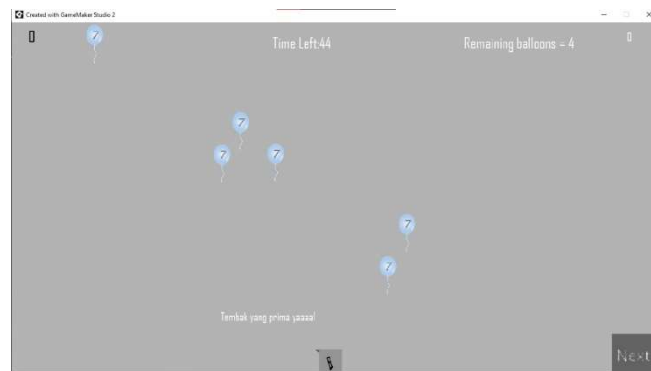 Created with GameMaker Studio 2
0
7
Time Left:44
Remaining balloons = 4
0
7
7
7
7
7
Tembak yang prima yaaaa!
Next